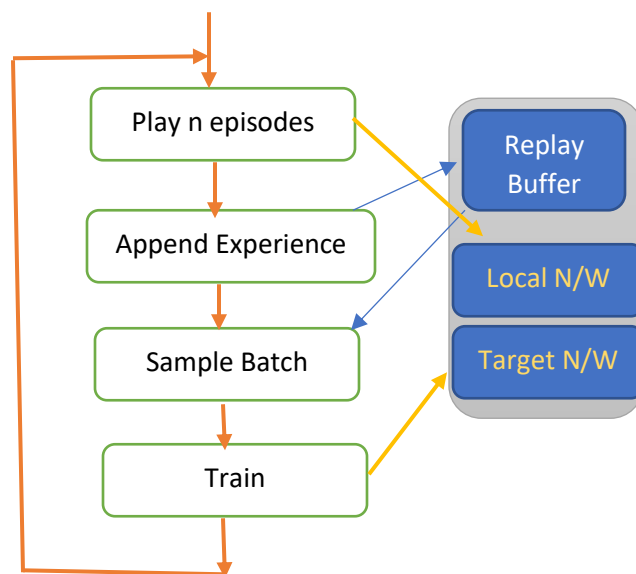 Play n episodes
Replay
Buffer
Append Experience
Local N/W
Sample Batch
Target N/W
Train